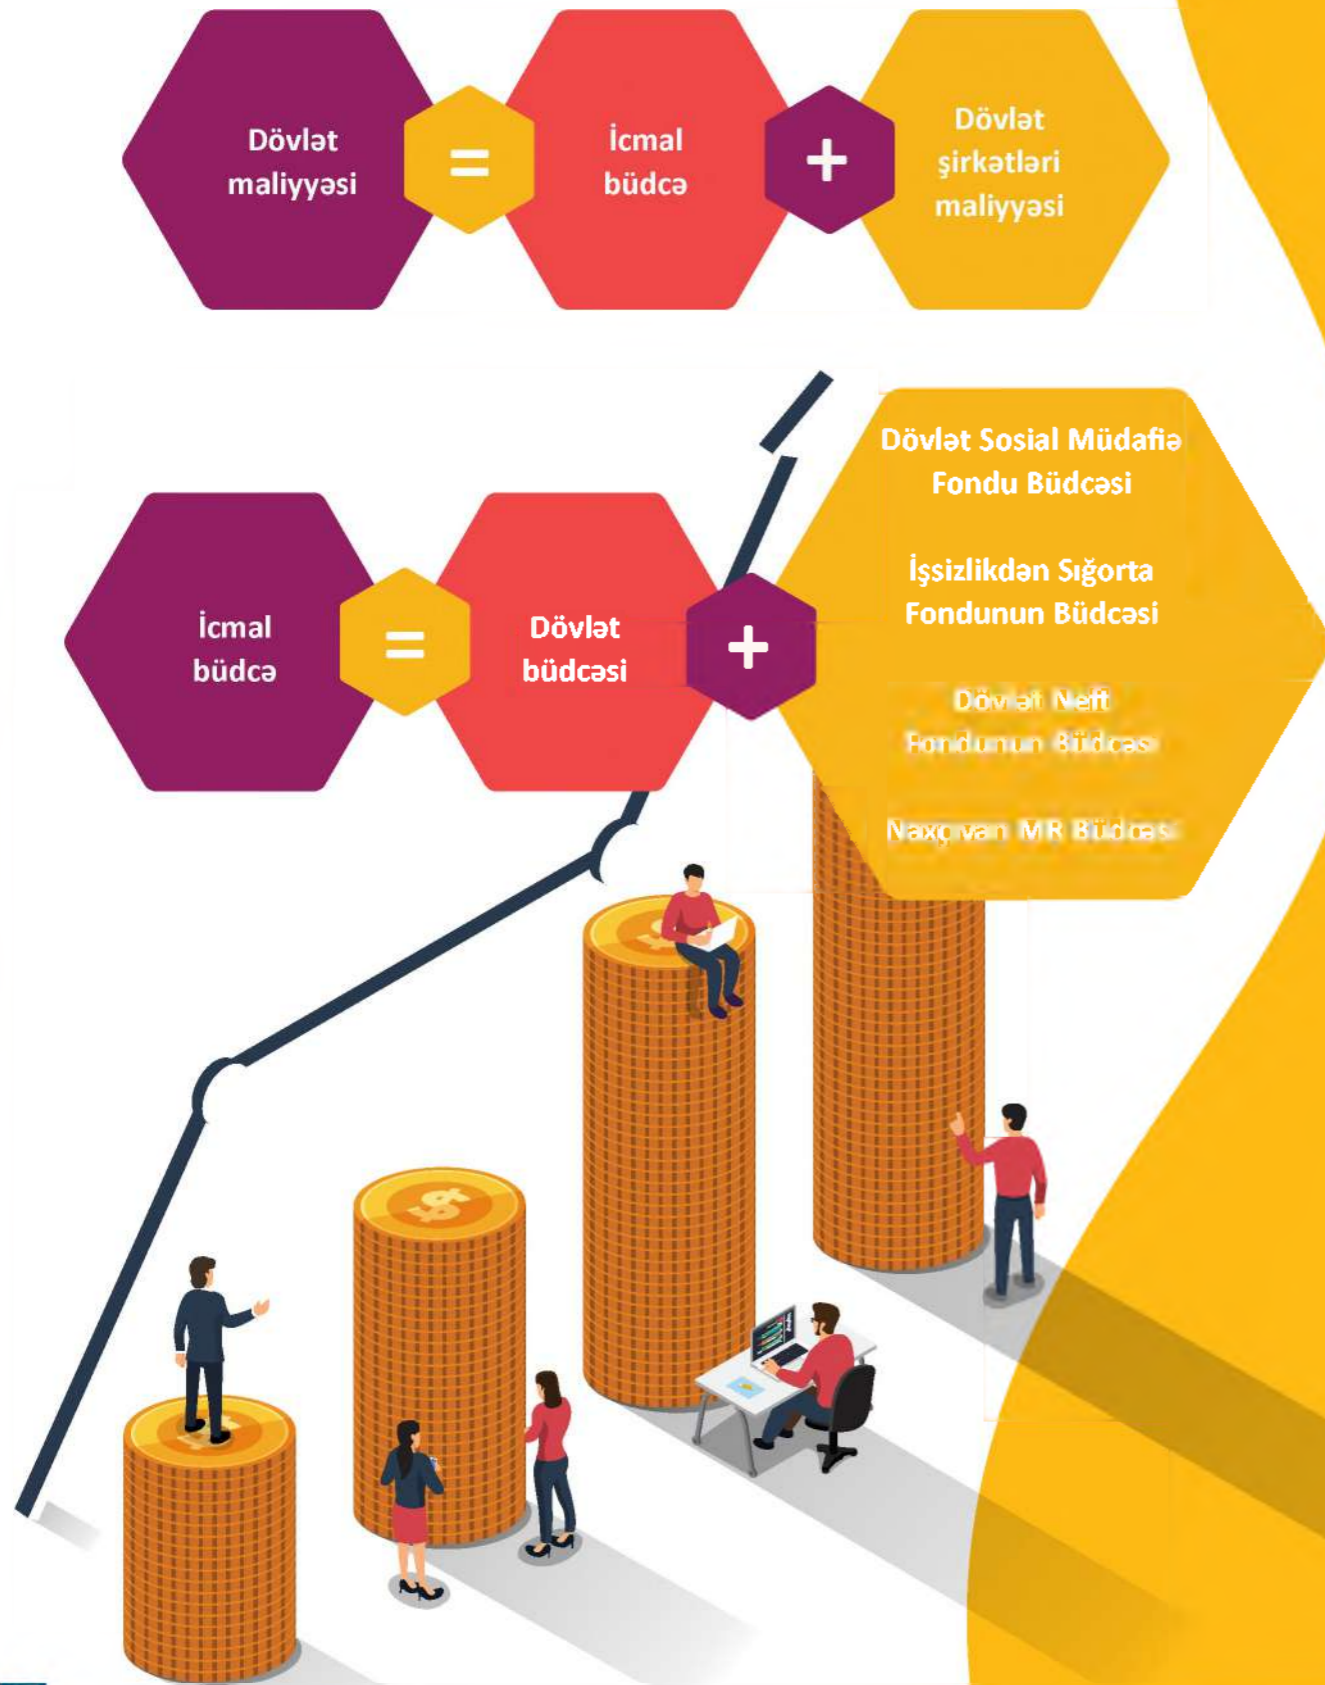 Dövlət
maliyyəsi
=
İcmal
büdcə
+
Dövlət
şirkətləri
maliyyəsi
İcmal
büdcə
=
Dövlət
büdcəsi
+
Dövlət Sosial Müdafiə
Fondu Büdcəsi
İşsizlikdən Sığorta
Fondunun Büdcəsi
Dövlət Neft
Fondunun Büdcəsi
Naxçıvan MR Büdcəsi